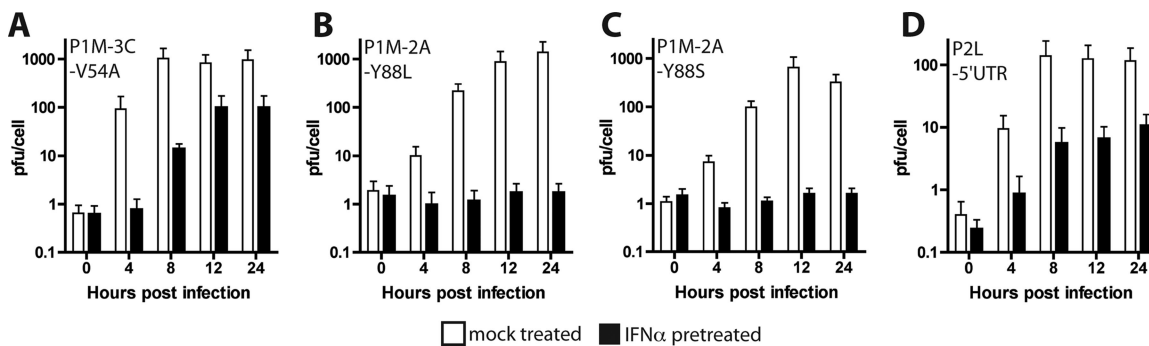 A
P1M-3C
-V54A
pfu/cell
1000
100
10
1
0.1
0 4 8 12 24
Hours post infection
B
P1M-2A
-Y88L
pfu/cell
1000
100
10
1
0.1
0 4 8 12 24
Hours post infection
C
P1M-2A
-Y88S
pfu/cell
1000
100
10
1
0.1
0 4 8 12 24
Hours post infection
D
P2L
-5'UTR
pfu/cell
100
10
1
0.1
0 4 8 12 24
Hours post infection
mock treated IFNα pretreated